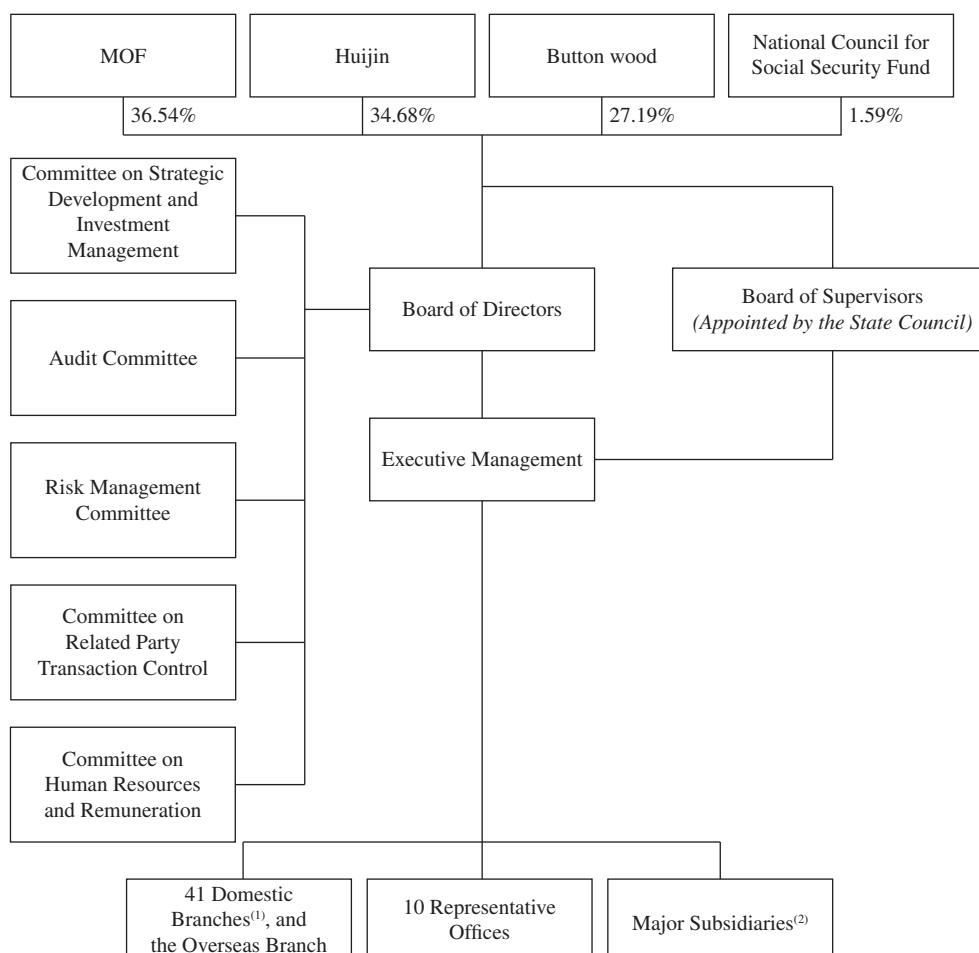 MOF
Huijin
Button wood
National Council for
Social Security Fund
36.54%
34.68%
27.19%
1.59%
Committee on Strategic
Development and
Investment
Management
Board of Directors
Board of Supervisors
(Appointed by the State Council)
Audit Committee
Executive Management
Risk Management
Committee
Committee on
Related Party
Transaction Control
Committee on
Human Resources
and Remuneration
41 Domestic
Branches(1), and
the Overseas Branch
10 Representative
Offices
Major Subsidiaries(2)